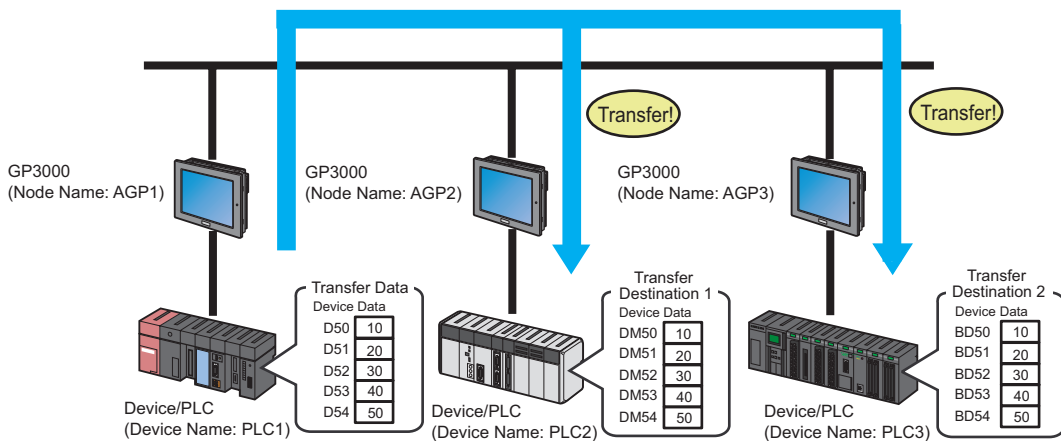 Transfer!
Transfer!
GP3000
(Node Name: AGP1)
GP3000
(Node Name: AGP2)
GP3000
(Node Name: AGP3)
Transfer Data
Device Data
D50 10
D51 20
D52 30
D53 40
D54 50
Transfer
Destination 1
Device Data
DM50 10
DM51 20
DM52 30
DM53 40
DM54 50
Transfer
Destination 2
Device Data
BD50 10
BD51 20
BD52 30
BD53 40
BD54 50
Device/PLC
(Device Name: PLC1)
Device/PLC
(Device Name: PLC2)
Device/PLC
(Device Name: PLC3)